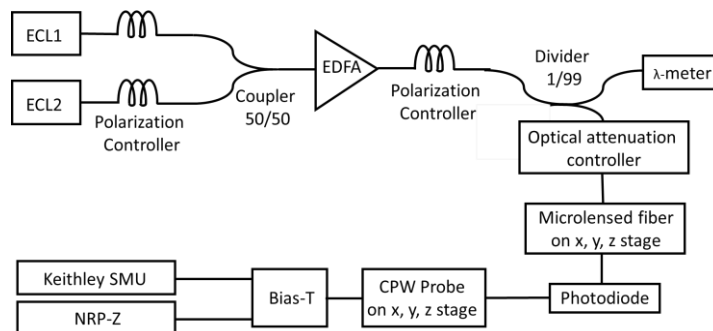 ECL1
ECL2
Polarization
Controller
Coupler
50/50
EDFA
Polarization
Controller
Divider
1/99
λ-meter
Optical attenuation
controller
Microlensed fiber
on x, y, z stage
Photodiode
CPW Probe
on x, y, z stage
Bias-T
Keithley SMU
NRP-Z